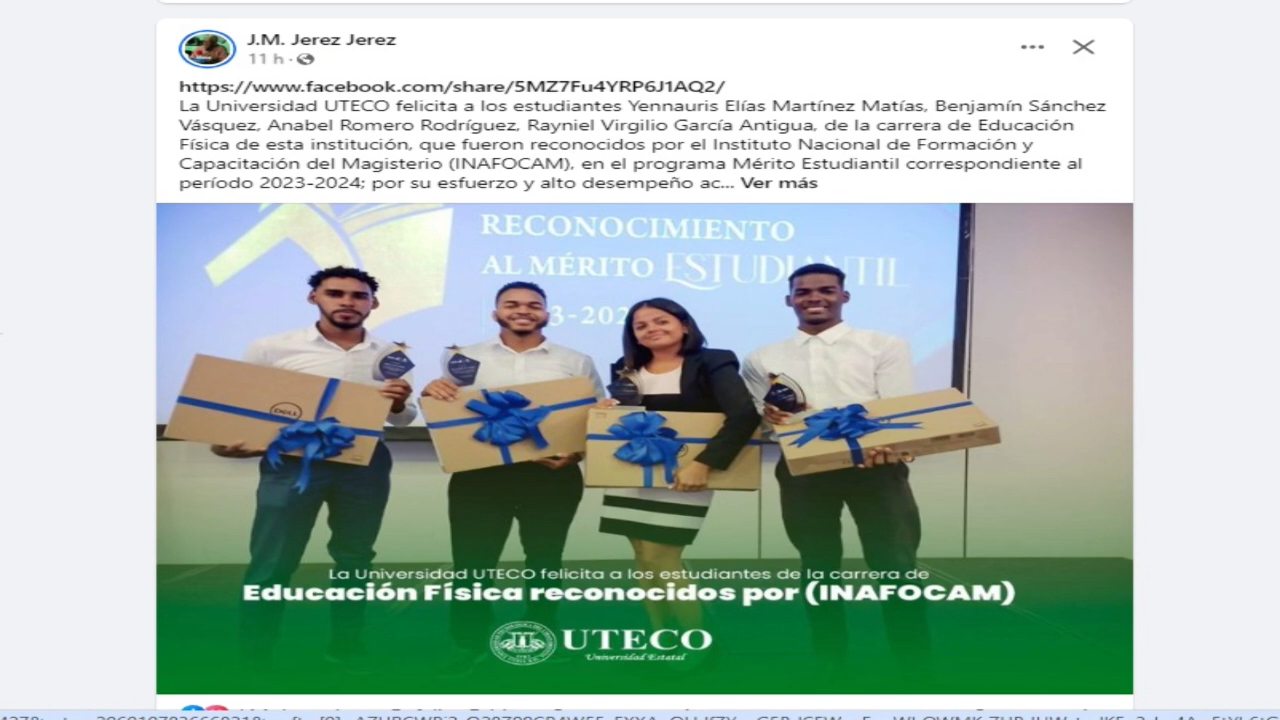 J.M. Jerez Jerez
11 h ·
https://www.facebook.com/share/5MZ7Fu4YRP6J1AQ2/
La Universidad UTECO felicita a los estudiantes Yennauris Elías Martínez Matías, Benjamín Sánchez
Vásquez, Anabel Romero Rodríguez, Rayniel Virgilio García Antigua, de la carrera de Educación
Física de esta institución, que fueron reconocidos por el Instituto Nacional de Formación y
Capacitación del Magisterio (INAFOCAM), en el programa Mérito Estudiantil correspondiente al
período 2023-2024; por su esfuerzo y alto desempeño ac... Ver más
RECONOCIMIENTO
AL MÉRITO ESTUDIANTIL
3-202
DELL
La Universidad UTECO felicita a los estudiantes de la carrera de
Educación Física reconocidos por (INAFOCAM)
UTECO
Universidad Estatal